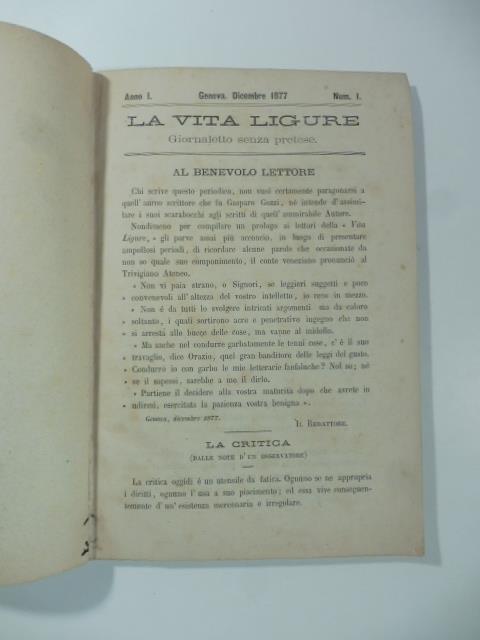 Anno I. Genova, Dicembre 1877 Num. 1.
LA VITA LIGURE
Giornaletto senza pretese.
AL BENEVOLO LETTORE
Chi scrive questo periodico, non vuol certamente paragonarsi a
quell'aureo scrittore che fu Gasparo Gozzi, né intende d'assimi-
lare i suoi scarabocchi agli scritti di quell'ammirabile Autore.
Nondimeno per compilar un prologo ai lettori della « Vita
Ligure, » gli parve assai più acconcio, in luogo di presentare
ampollosi periodi, di ricordare alcune parole che occasionate da
non so quale suo componimento, il conte veneziano pronunciò al
Trivigiano Ateneo.
« Non vi paia strano, o Signori, se leggieri suggetti e poco
» convenevoli all'altezza del vostro intelletto, io reco in mezzo.
» Non è da tutti lo svolgere intricati argomenti ma da coloro
» soltanto, i quali sortirono acre e penetrativo ingegno che non
» si arresta alle bucce delle cose, ma vanne al midollo.
» Ma anche nel condurre garbatamente le tenui cose, c'è il suo
» travaglio, dice Orazio, quel gran banditore delle leggi del gusto.
» Condurrò io con garbo le mie letterarie fanfaluche? Nol so; né
» se il sapessi, sarebbe a me il dirlo.
» Partiene il decidere alla vostra maturità dopo che avrete in
» udirmi, esercitata la pazienza vostra benigna ».
Genova, dicembre 1877.
IL REDATTORE.
LA CRITICA
(DALLE NOTE D'UN OSSERVATORE)
La critica oggidì è un utensile da fatica. Ognuno se ne appropria
i diritti, ognuno l'usa a suo piacimento; ed essa vive conseguen-
temente d'un'esistenza mercenaria e irregolare.